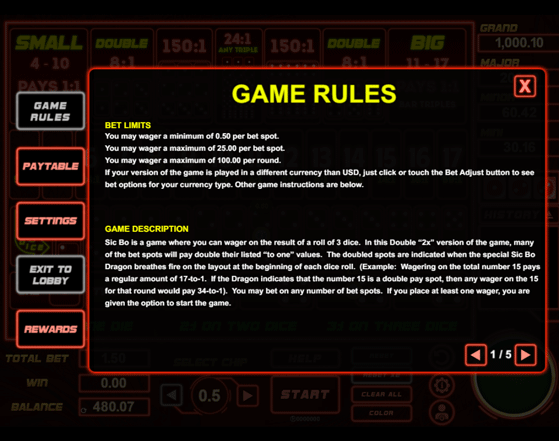 GRAND
1,000.10
MAJOR
SMALL
DOUBLE
150:1
24:1
ANY TRIPLE
150:1
DOUBLE
BIG
4 - 10
8:1
8:1
11 - 17
PAYS 1:1
GAME RULES
X
GAME
RULES
PAYTABLE
SETTINGS
EXIT TO
LOBBY
REWARDS
BET LIMITS
You may wager a minimum of 0.50 per bet spot.
You may wager a maximum of 25.00 per bet spot.
You may wager a maximum of 100.00 per round.
If your version of the game is played in a different currency than USD, just click or touch the Bet Adjust button to see
bet options for your currency type. Other game instructions are below.
GAME DESCRIPTION
Sic Bo is a game where you can wager on the result of a roll of 3 dice. In this Double “2x” version of the game, many
of the bet spots will pay double their listed “to one” values. The doubled spots are indicated when the special Sic Bo
Dragon breathes fire on the layout at the beginning of each dice roll. (Example: Wagering on the total number 15 pays
a regular amount of 17-to-1. If the Dragon indicates that the number 15 is a double pay spot, then any wager on the 15
for that round would pay 34-to-1). You may bet on any number of bet spots. If you place at least one wager, you are
given the option to start the game.
1 / 5
TOTAL BET
1.50
SELECT CHIP
WIN
0.00
BALANCE
480.07
0.5
START
CLEAR ALL
COLOR